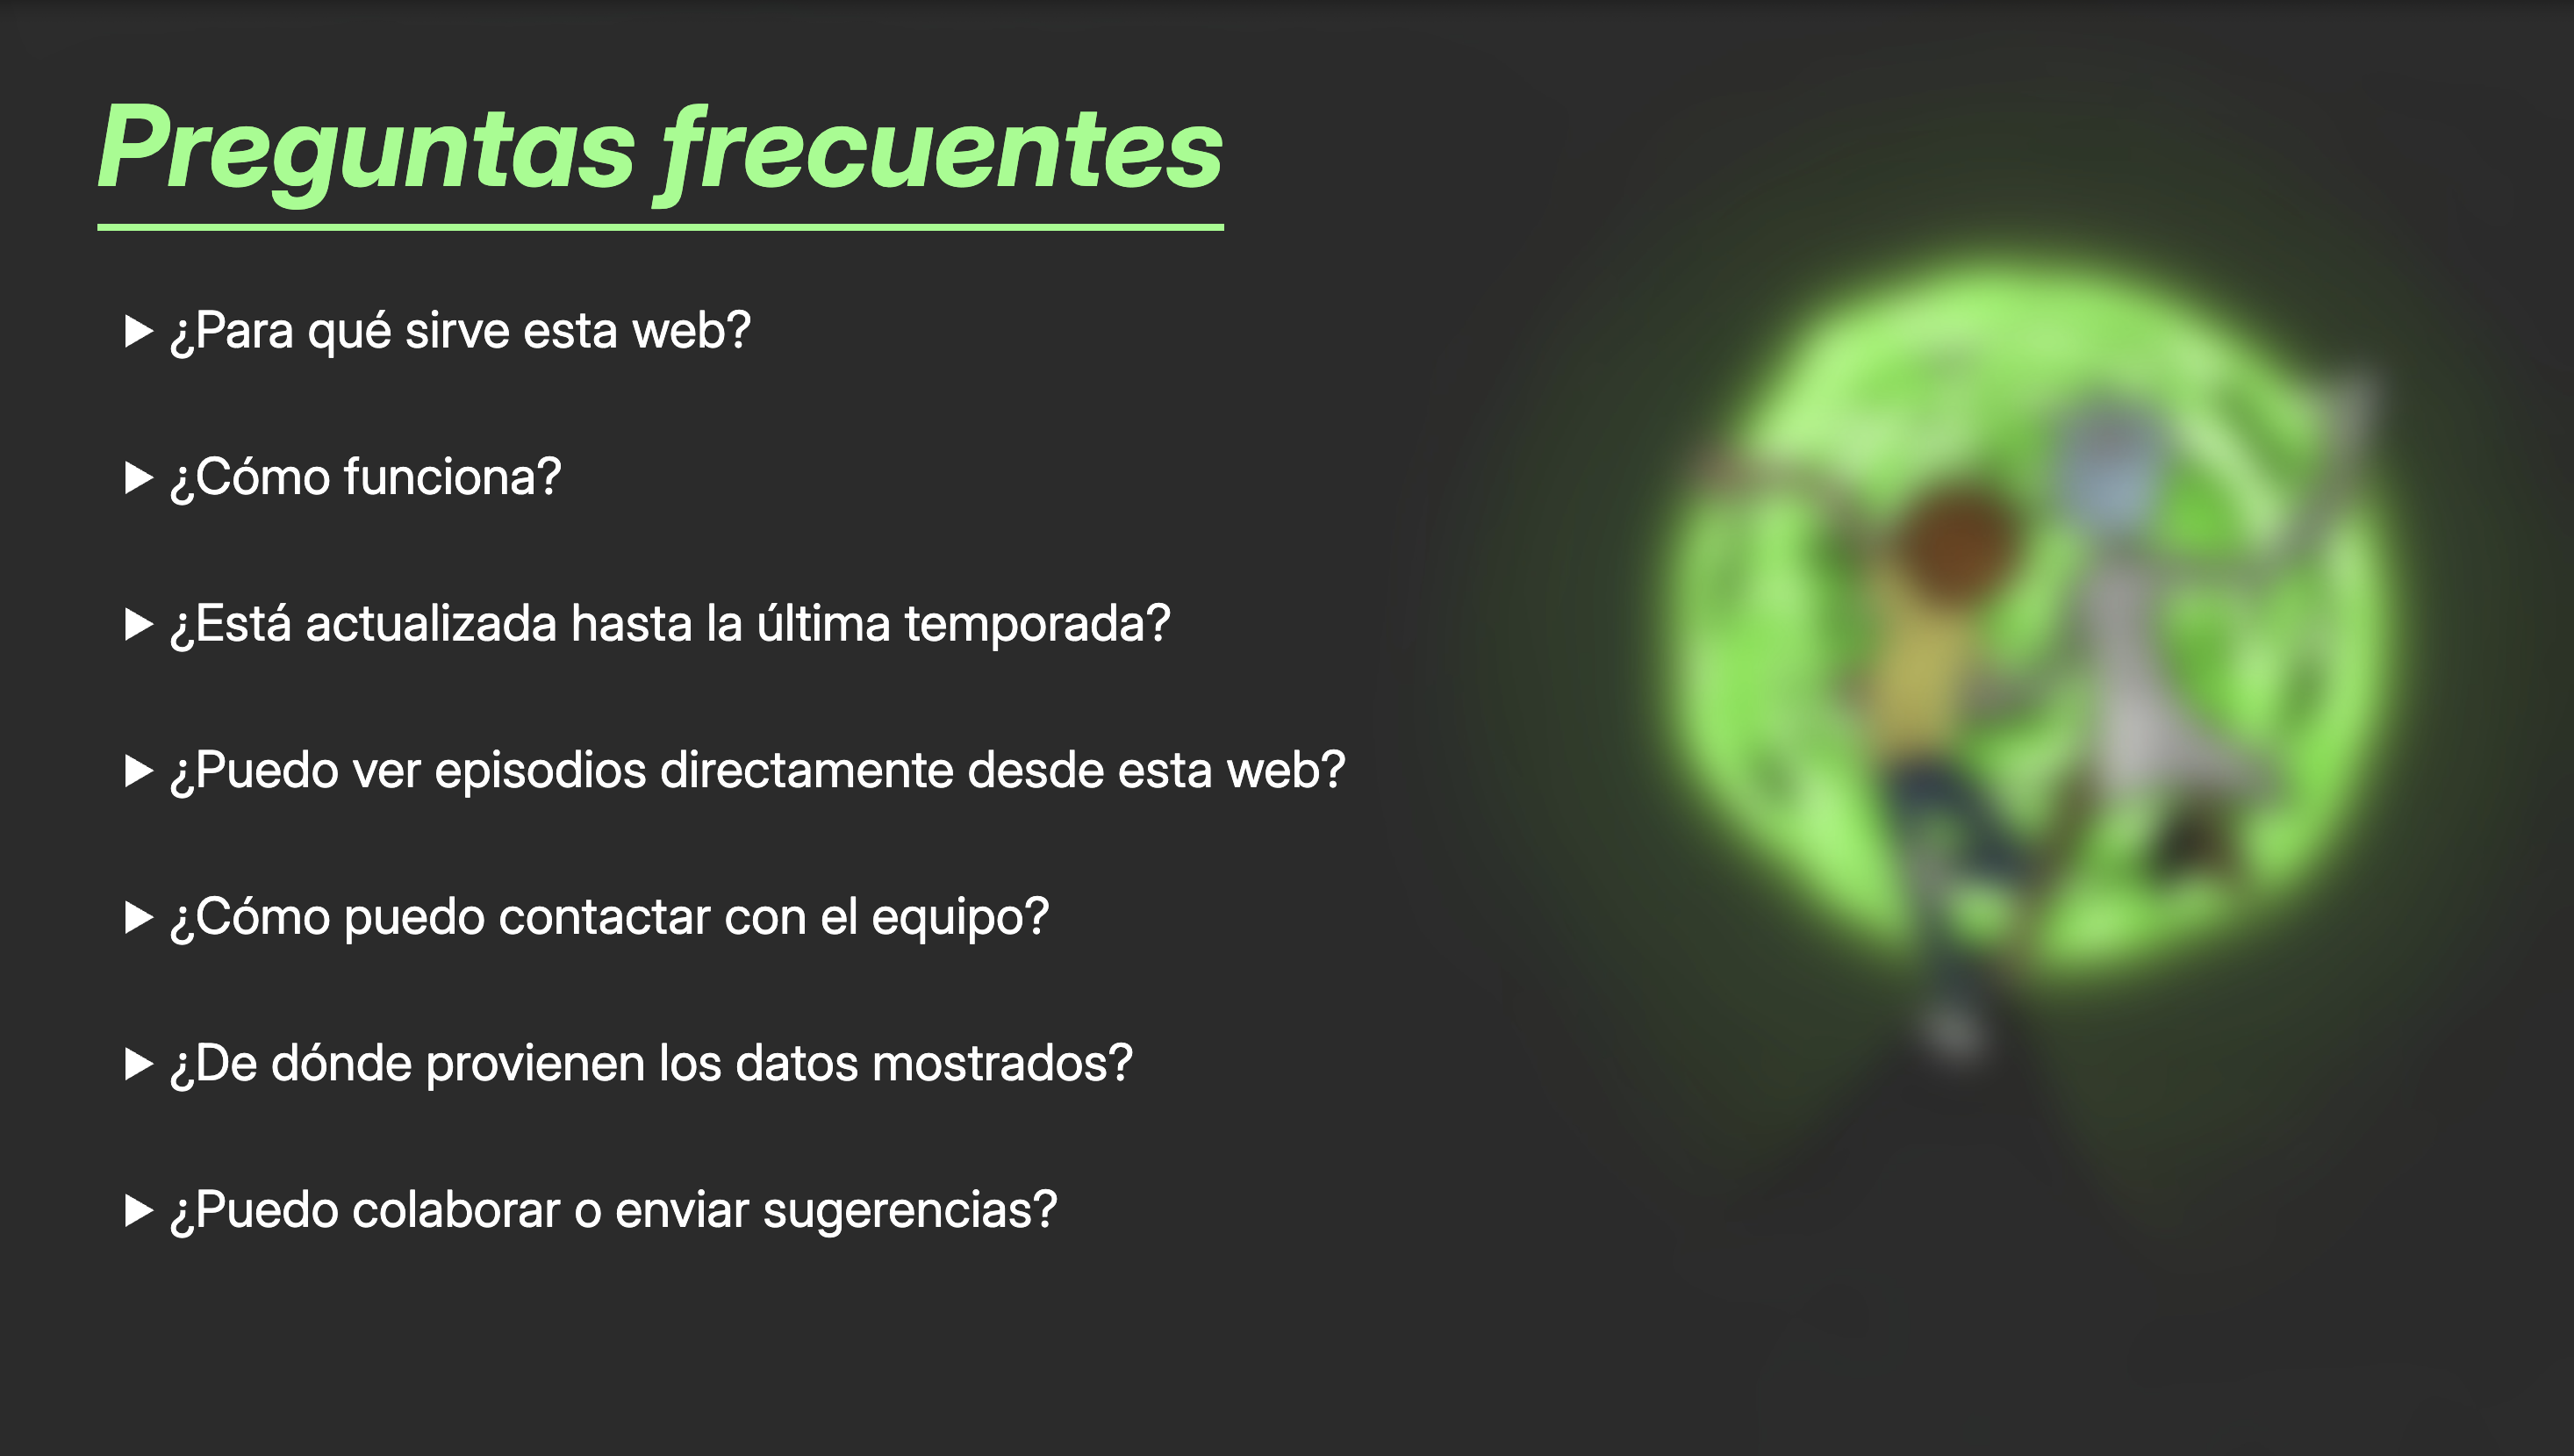 Preguntas frecuentes
¿Para qué sirve esta web?
¿Cómo funciona?
¿Está actualizada hasta la última temporada?
¿Puedo ver episodios directamente desde esta web?
¿Cómo puedo contactar con el equipo?
¿De dónde provienen los datos mostrados?
¿Puedo colaborar o enviar sugerencias?